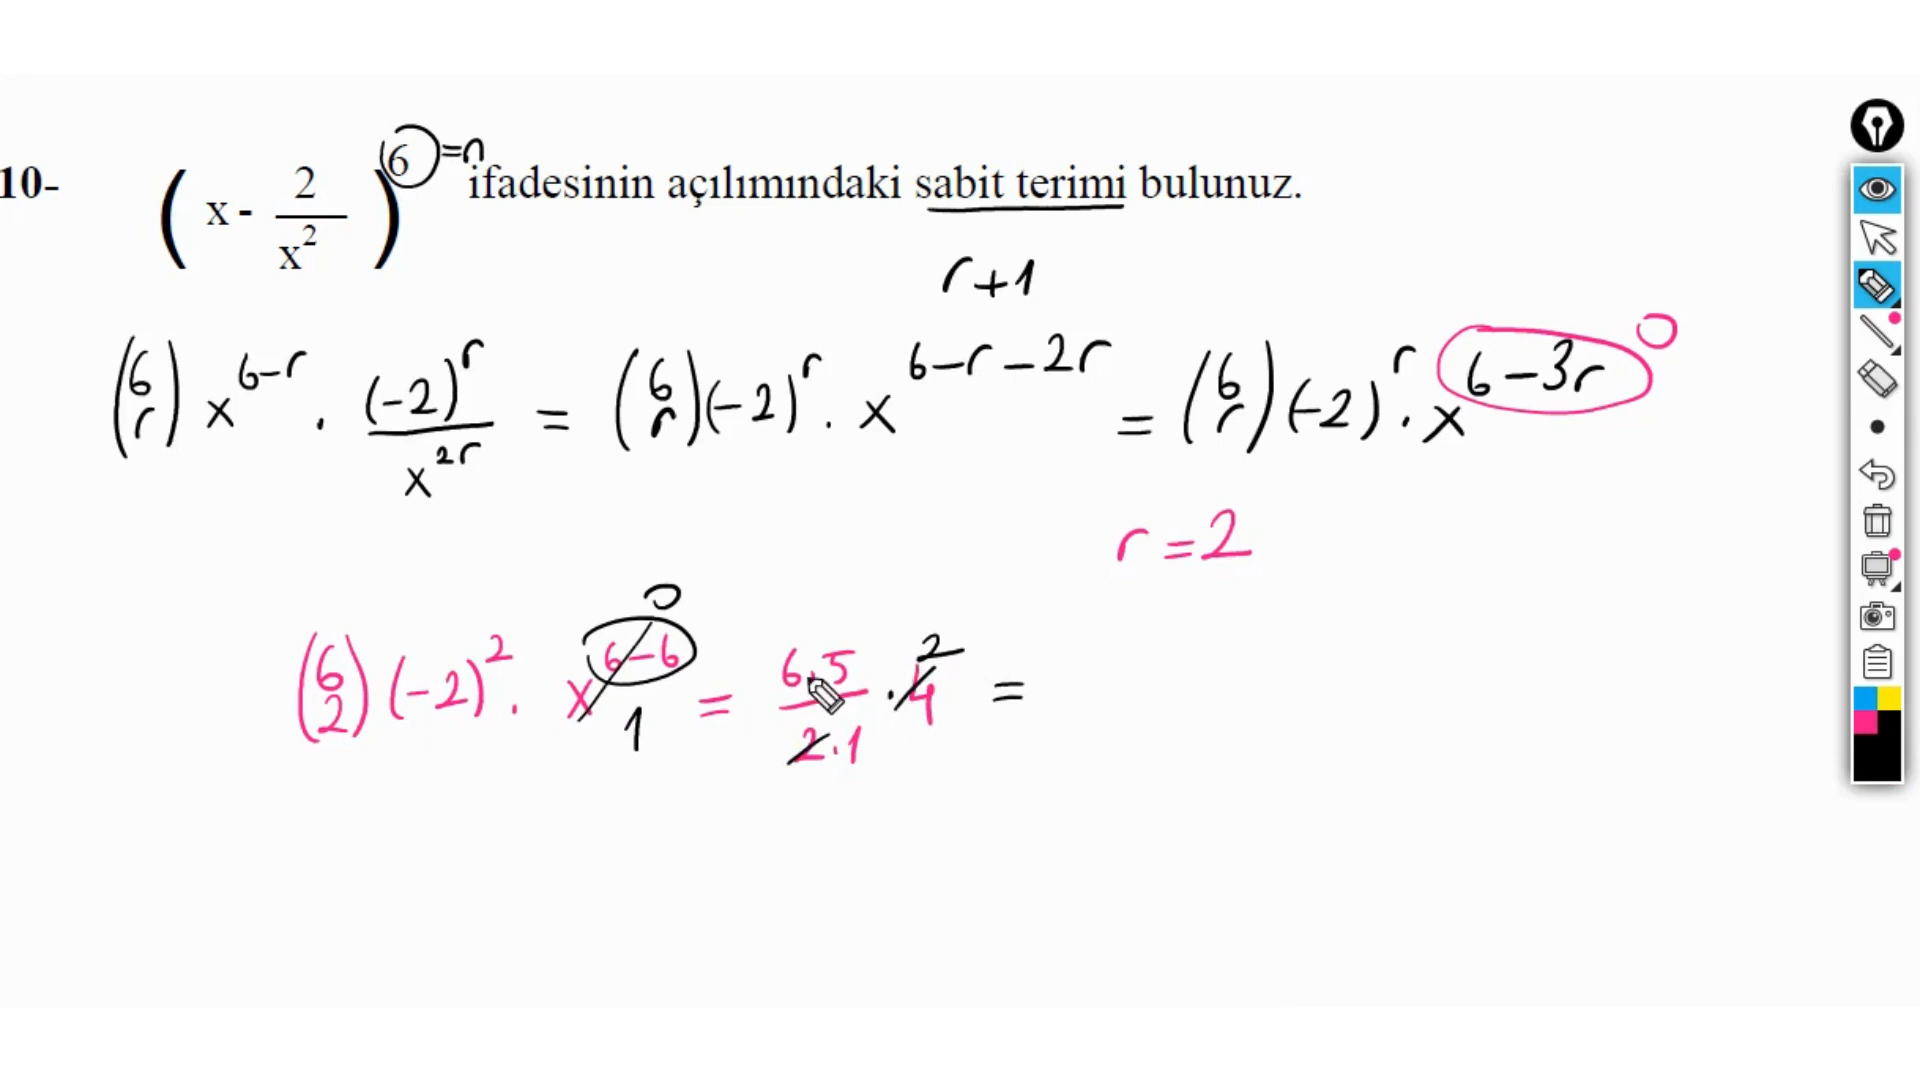 10- (x - 2/x²)⁶ =n ifadesinin açılımındaki sabit terimi bulunuz.
r+1
(6 r) x^(6-r) · (-2)^r / x^(2r) = (6 r)(-2)^r · x^(6-r-2r) = (6 r)(-2)^r · x^(6-3r) 0
r=2
(6 2)(-2)² · x^(6-6) 0 1 = 6.5 / 2.1 · 4 2 =